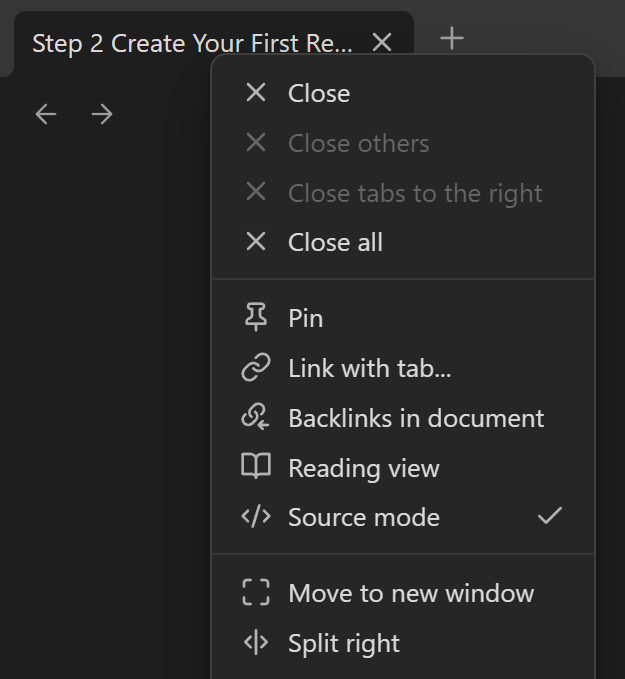 Step 2 Create Your First Re...
Close
Close others
Close tabs to the right
Close all
Pin
Link with tab...
Backlinks in document
Reading view
Source mode
Move to new window
Split right